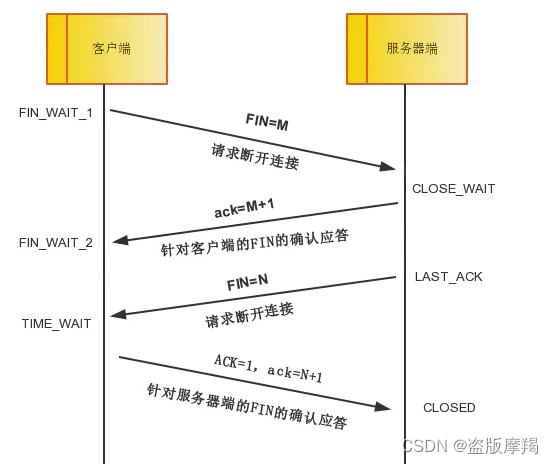 客户端
服务器端
FIN_WAIT_1
FIN=M
请求断开连接
CLOSE_WAIT
ack=M+1
FIN_WAIT_2
针对客户端的FIN的确认应答
FIN=N
LAST_ACK
请求断开连接
TIME_WAIT
ACK=1, ack=N+1
针对服务器端的FIN的确认应答
CLOSED
CSDN @盗版摩羯